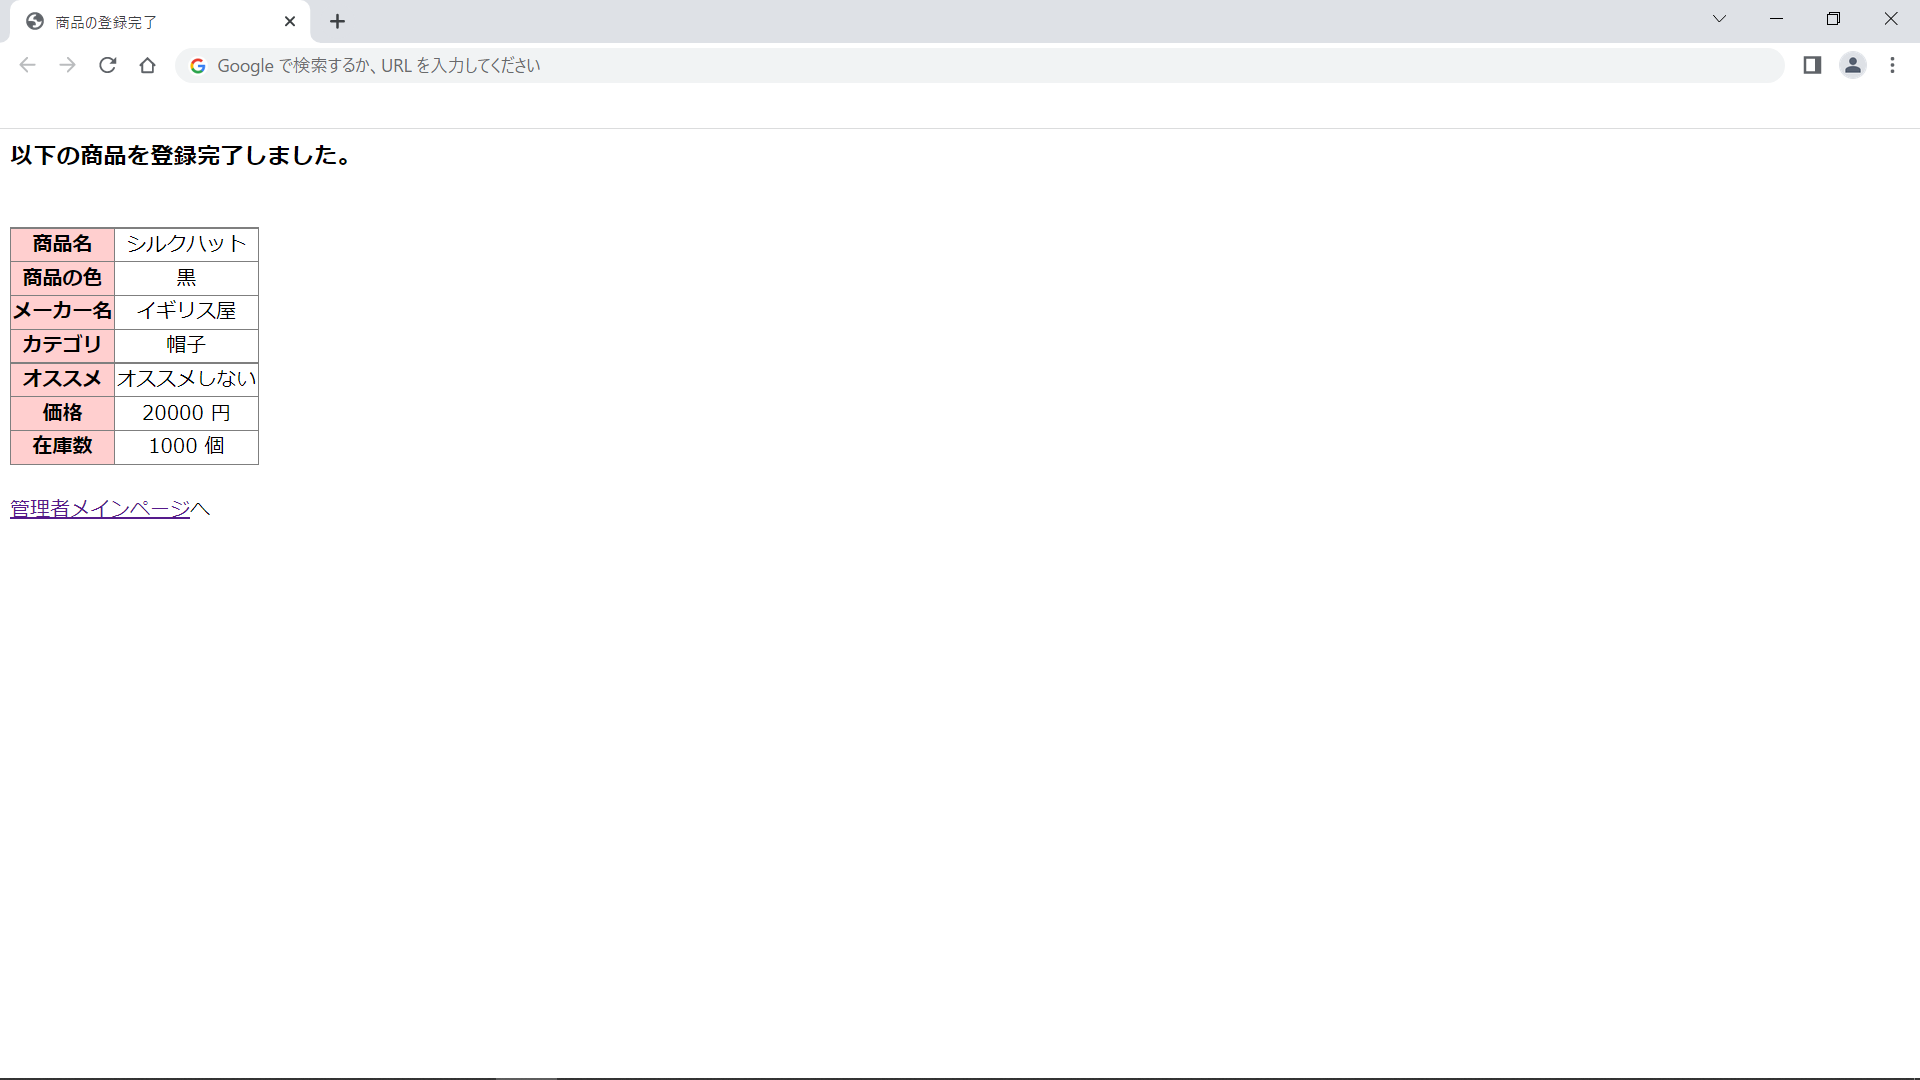 商品の登録完了
Google で検索するか、URL を入力してください
以下の商品を登録完了しました。
商品名 シルクハット
商品の色 黒
メーカー名 イギリス屋
カテゴリ 帽子
オススメ オススメしない
価格 20000 円
在庫数 1000 個
管理者メインページへ